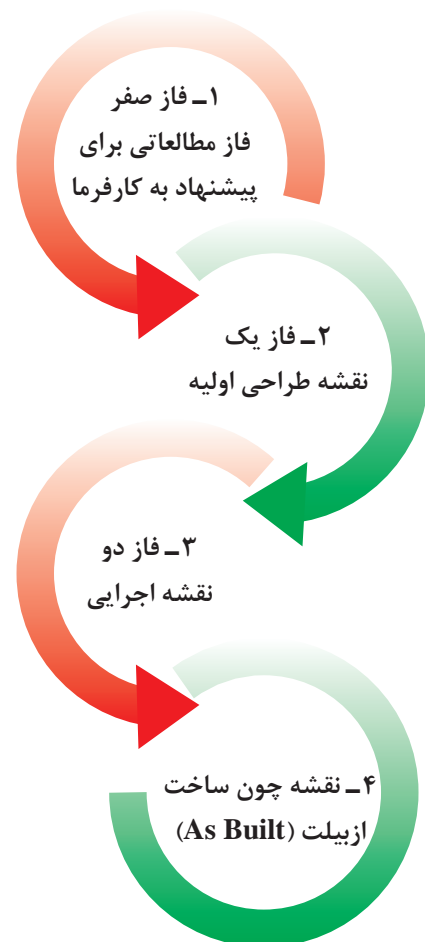 ۱ـ فاز صفر
فاز مطالعاتی برای
پیشنهاد به کارفرما
۲ـ فاز یک
نقشه طراحی اولیه
۳ـ فاز دو
نقشه اجرایی
۴ـ نقشه چون ساخت
ازبیلت (As Built)